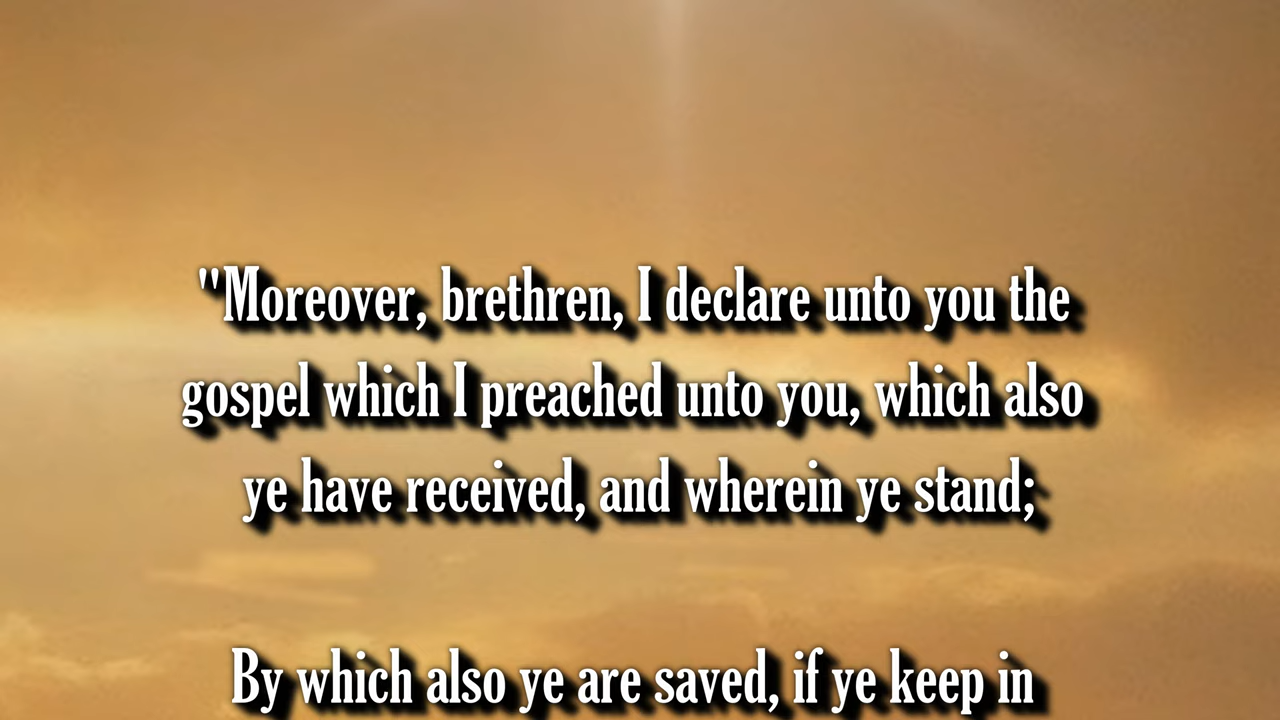 "Moreover, brethren, I declare unto you the
gospel which I preached unto you, which also
ye have received, and wherein ye stand;
By which also ye are saved, if ye keep in